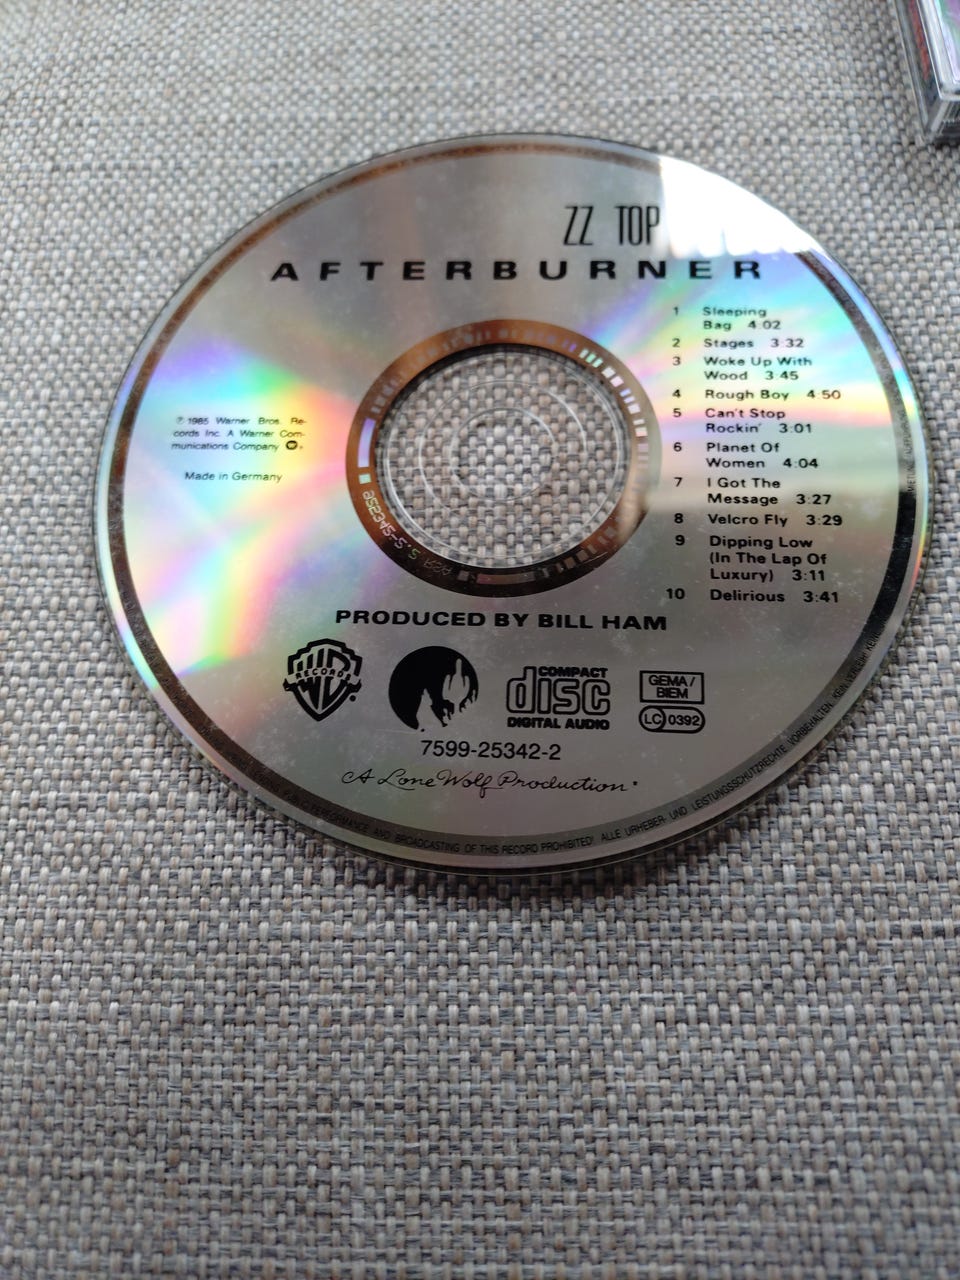 ZZ TOP
AFTERBURNER
1 Sleeping
Bag 4:02
2 Stages 3:32
3 Woke Up With
Wood 3:45
4 Rough Boy 4:50
5 Can't Stop
Rockin' 3:01
6 Planet Of
Women 4:04
7 I Got The
Message 3:27
8 Velcro Fly 3:29
9 Dipping Low
(In The Lap Of
Luxury) 3:11
10 Delirious 3:41
℗ 1985 Warner Bros. Re-
cords Inc. A Warner Com-
munications Company
Made in Germany
PRODUCED BY BILL HAM
WB RECORDS
COMPACT
disc
DIGITAL AUDIO
GEMA/
BIEM
LC 0392
7599-25342-2
A Lone Wolf Production*
PUBLIC PERFORMANCE AND BROADCASTING OF THIS RECORD PROHIBITED! ALLE URHEBER- UND LEISTUNGSSCHUTZRECHTE VORBEHALTEN. KEIN VERLEIH!